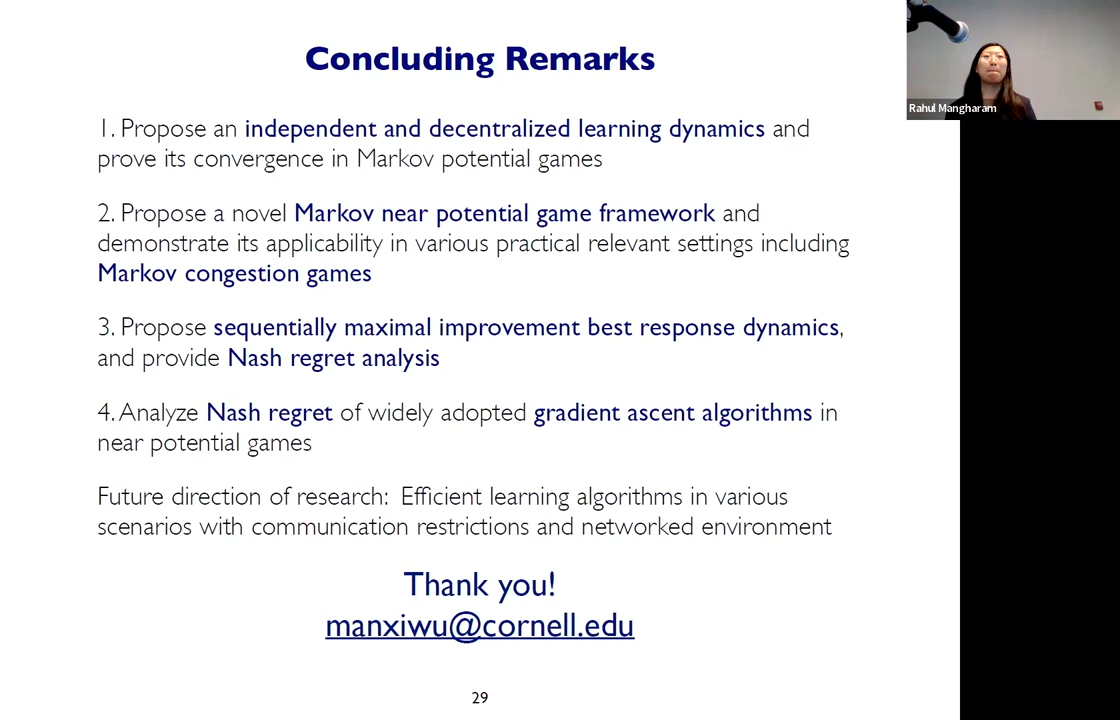 Concluding Remarks
Rahul Mangharam
1. Propose an independent and decentralized learning dynamics and
prove its convergence in Markov potential games
2. Propose a novel Markov near potential game framework and
demonstrate its applicability in various practical relevant settings including
Markov congestion games
3. Propose sequentially maximal improvement best response dynamics,
and provide Nash regret analysis
4. Analyze Nash regret of widely adopted gradient ascent algorithms in
near potential games
Future direction of research: Efficient learning algorithms in various
scenarios with communication restrictions and networked environment
Thank you!
manxiwu@cornell.edu
29